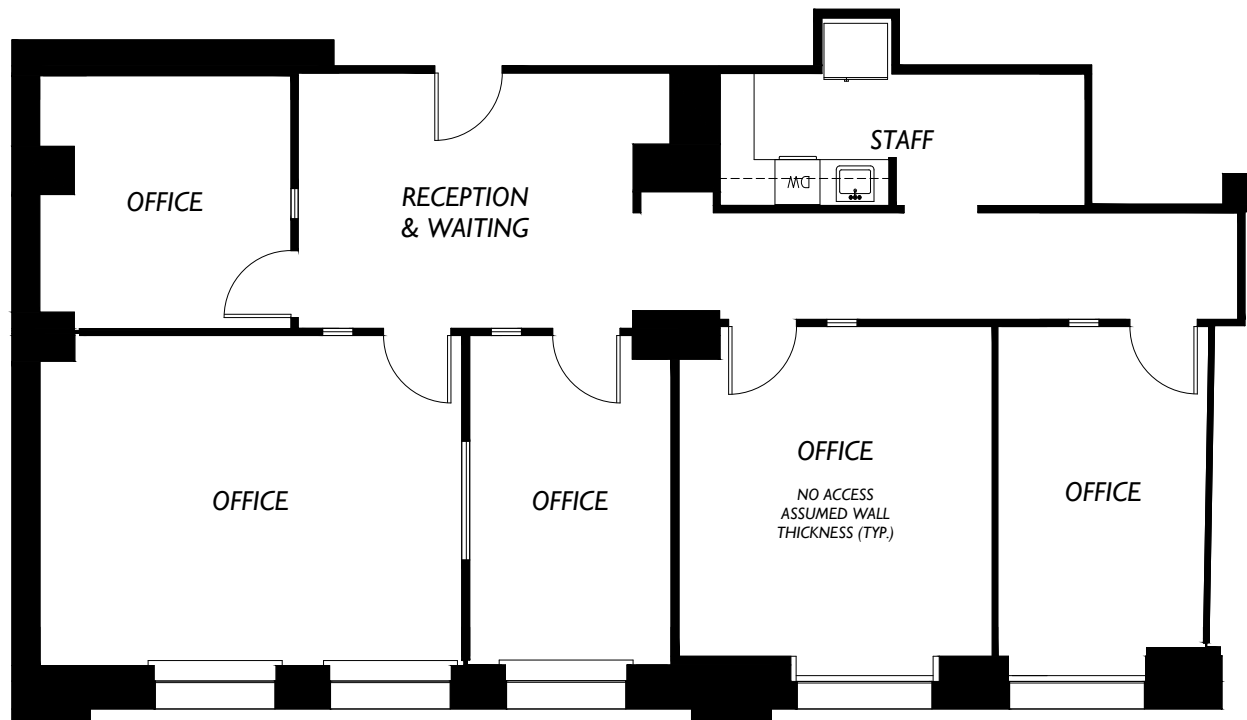 STAFF
OFFICE
RECEPTION
& WAITING
DW
OFFICE
NO ACCESS
ASSUMED WALL
THICKNESS (TYP.)
OFFICE
OFFICE
OFFICE